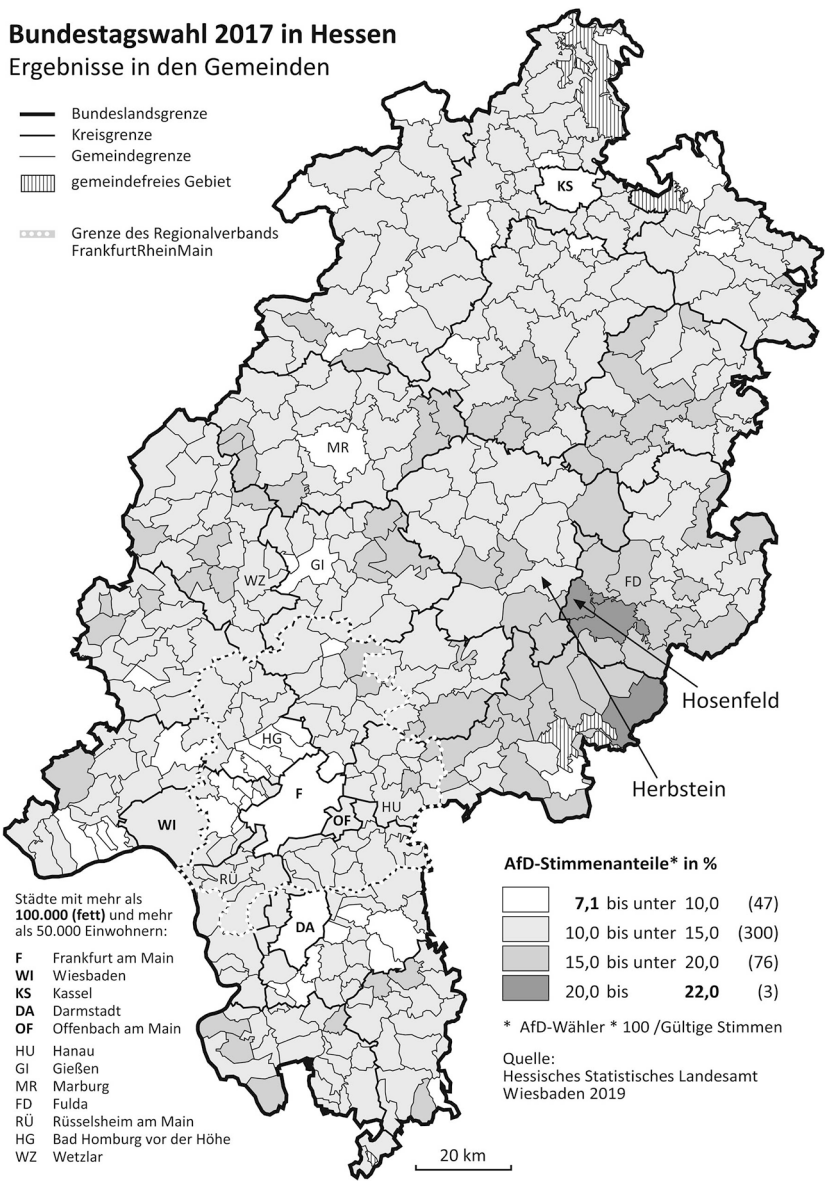 Bundestagswahl 2017 in Hessen
Ergebnisse in den Gemeinden
Bundeslandsgrenze
Kreisgrenze
Gemeindegrenze
gemeindefreies Gebiet
Grenze des Regionalverbands
FrankfurtRheinMain
KS
MR
GI
WZ
FD
Hosenfeld
Herbstein
HG
F
HU
OF
WI
RÜ
DA
AfD-Stimmenanteile* in %
7,1 bis unter 10,0 (47)
10,0 bis unter 15,0 (300)
15,0 bis unter 20,0 (76)
20,0 bis 22,0 (3)
* AfD-Wähler * 100 /Gültige Stimmen
Quelle:
Hessisches Statistisches Landesamt
Wiesbaden 2019
Städte mit mehr als
100.000 (fett) und mehr
als 50.000 Einwohnern:
F Frankfurt am Main
WI Wiesbaden
KS Kassel
DA Darmstadt
OF Offenbach am Main
HU Hanau
GI Gießen
MR Marburg
FD Fulda
RÜ Rüsselsheim am Main
HG Bad Homburg vor der Höhe
WZ Wetzlar
20 km